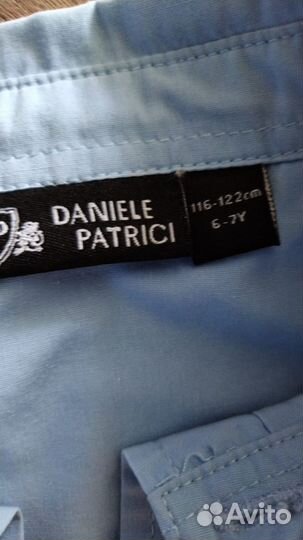 DANIELE
PATRICI
116-122cm
6-7Y
Avito